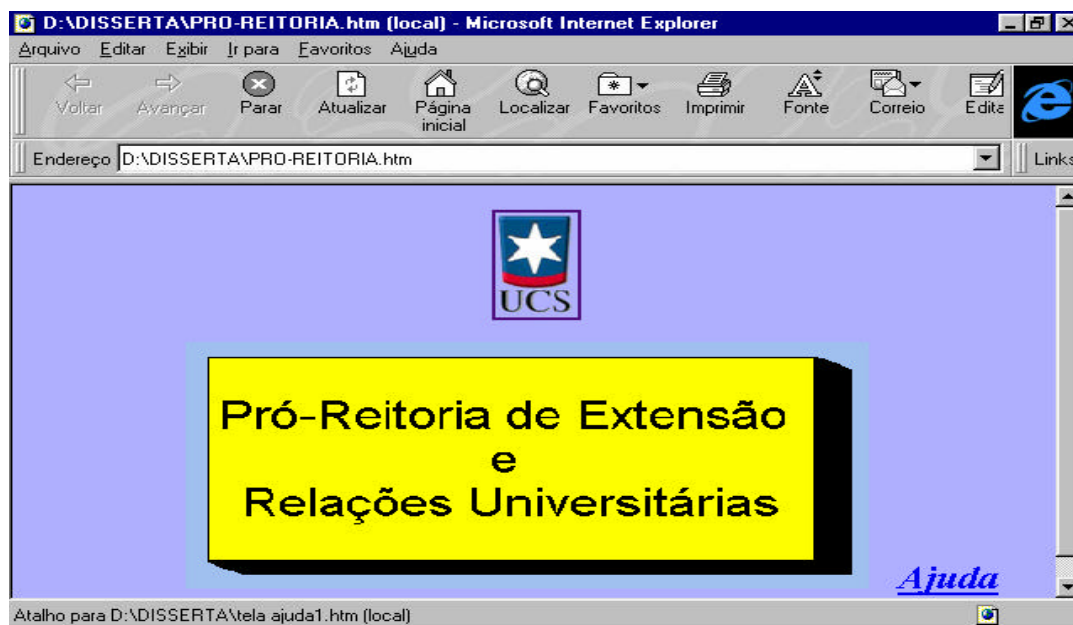 D:\DISSERTA\PRO-REITORIA.htm (local) - Microsoft Internet Explorer
Arquivo Editar Exibir Ir para Favoritos Ajuda
Voltar Avançar Parar Atualizar Página inicial Localizar Favoritos Imprimir Fonte Correio Edita
Endereço D:\DISSERTA\PRO-REITORIA.htm Links
UCS
Pró-Reitoria de Extensão
e
Relações Universitárias
Ajuda
Atalho para D:\DISSERTA\tela ajuda1.htm (local)